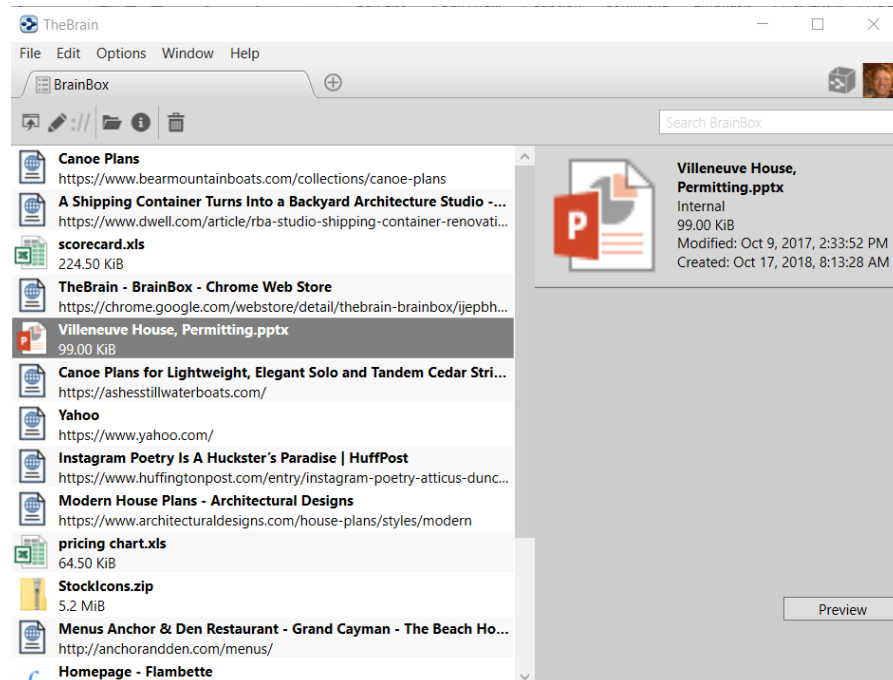 TheBrain
File Edit Options Window Help
BrainBox
://
Search BrainBox
Canoe Plans
https://www.bearmountainboats.com/collections/canoe-plans
A Shipping Container Turns Into a Backyard Architecture Studio -...
https://www.dwell.com/article/rba-studio-shipping-container-renovati...
scorecard.xls
224.50 KiB
TheBrain - BrainBox - Chrome Web Store
https://chrome.google.com/webstore/detail/thebrain-brainbox/ijepbh...
Villeneuve House, Permitting.pptx
99.00 KiB
Canoe Plans for Lightweight, Elegant Solo and Tandem Cedar Stri...
https://ashesstillwaterboats.com/
Yahoo
https://www.yahoo.com/
Instagram Poetry Is A Huckster’s Paradise | HuffPost
https://www.huffingtonpost.com/entry/instagram-poetry-atticus-dunc...
Modern House Plans - Architectural Designs
https://www.architecturaldesigns.com/house-plans/styles/modern
pricing chart.xls
64.50 KiB
StockIcons.zip
5.2 MiB
Menus Anchor & Den Restaurant - Grand Cayman - The Beach Ho...
http://anchorandden.com/menus/
Homepage - Flambette
P
Villeneuve House,
Permitting.pptx
Internal
99.00 KiB
Modified: Oct 9, 2017, 2:33:52 PM
Created: Oct 17, 2018, 8:13:28 AM
Preview